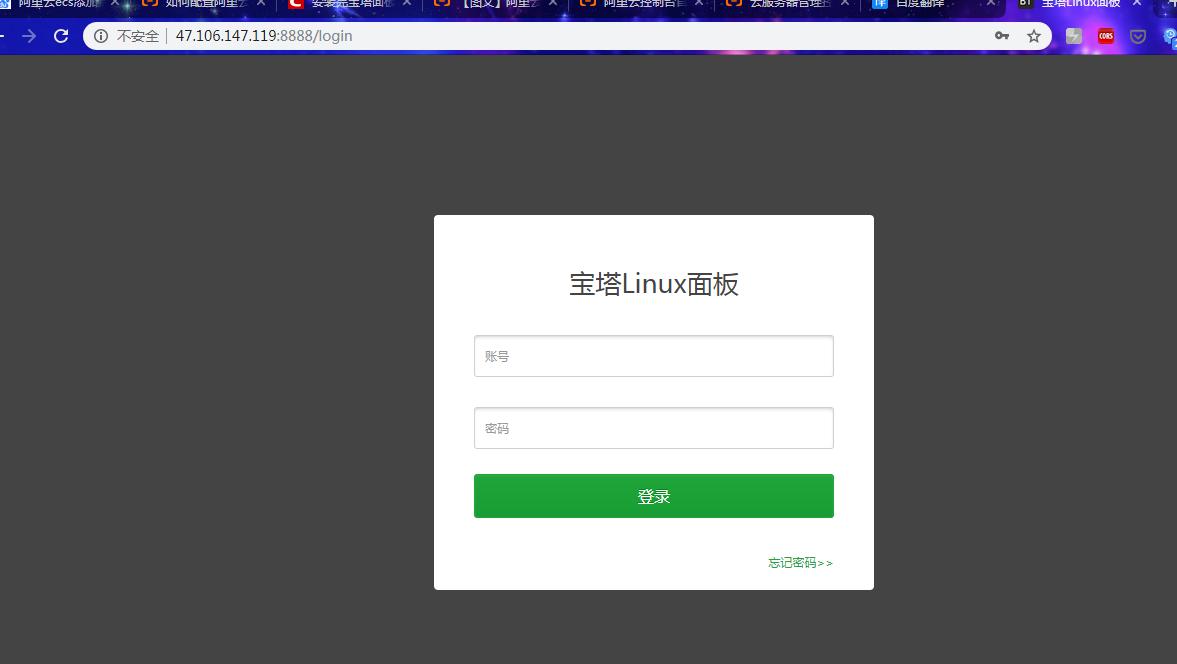 阿里云ecs添加
如何配置阿里云
安装完宝塔面板
【图文】阿里云
阿里云控制台首
云服务器管理控
百度翻译
宝塔Linux面板
不安全 47.106.147.119:8888/login
CORS
宝塔Linux面板
账号
密码
登录
忘记密码>>